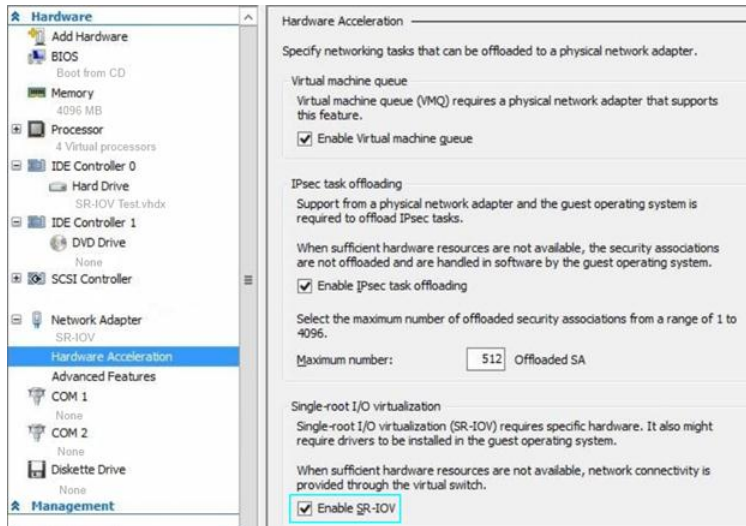 Hardware
Add Hardware
BIOS
Boot from CD
Memory
4096 MB
Processor
4 Virtual processors
IDE Controller 0
Hard Drive
SR-IOV Test.vhdx
IDE Controller 1
DVD Drive
None
SCSI Controller
Network Adapter
SR-IOV
Hardware Acceleration
Advanced Features
COM 1
None
COM 2
None
Diskette Drive
None
Management
Hardware Acceleration
Specify networking tasks that can be offloaded to a physical network adapter.
Virtual machine queue
Virtual machine queue (VMQ) requires a physical network adapter that supports
this feature.
Enable Virtual machine queue
IPsec task offloading
Support from a physical network adapter and the guest operating system is
required to offload IPsec tasks.
When sufficient hardware resources are not available, the security associations
are not offloaded and are handled in software by the guest operating system.
Enable IPsec task offloading
Select the maximum number of offloaded security associations from a range of 1 to
4096.
Maximum number: 512 Offloaded SA
Single-root I/O virtualization
Single-root I/O virtualization (SR-IOV) requires specific hardware. It also might
require drivers to be installed in the guest operating system.
When sufficient hardware resources are not available, network connectivity is
provided through the virtual switch.
Enable SR-IOV